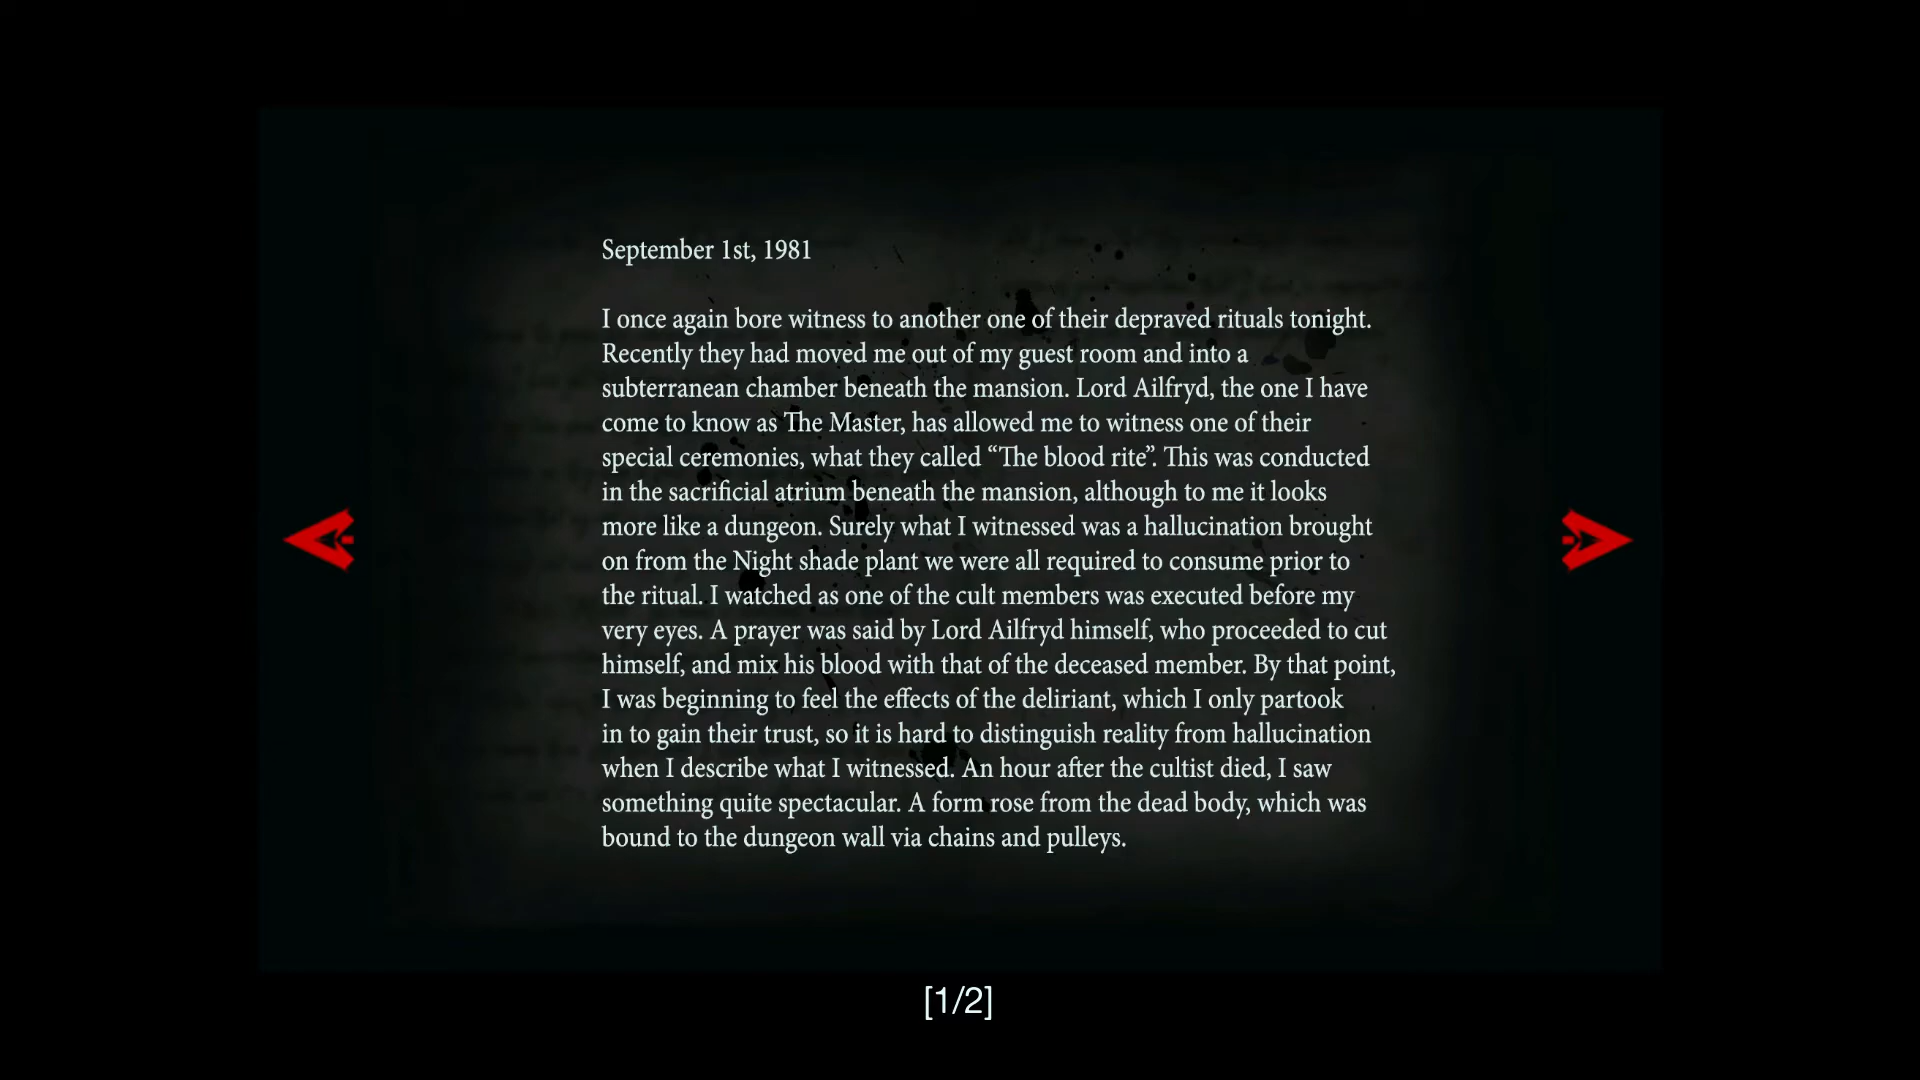 September 1st, 1981
I once again bore witness to another one of their depraved rituals tonight.
Recently they had moved me out of my guest room and into a
subterranean chamber beneath the mansion. Lord Ailfryd, the one I have
come to know as The Master, has allowed me to witness one of their
special ceremonies, what they called “The blood rite”. This was conducted
in the sacrificial atrium beneath the mansion, although to me it looks
more like a dungeon. Surely what I witnessed was a hallucination brought
on from the Night shade plant we were all required to consume prior to
the ritual. I watched as one of the cult members was executed before my
very eyes. A prayer was said by Lord Ailfryd himself, who proceeded to cut
himself, and mix his blood with that of the deceased member. By that point,
I was beginning to feel the effects of the deliriant, which I only partook
in to gain their trust, so it is hard to distinguish reality from hallucination
when I describe what I witnessed. An hour after the cultist died, I saw
something quite spectacular. A form rose from the dead body, which was
bound to the dungeon wall via chains and pulleys.
[1/2]